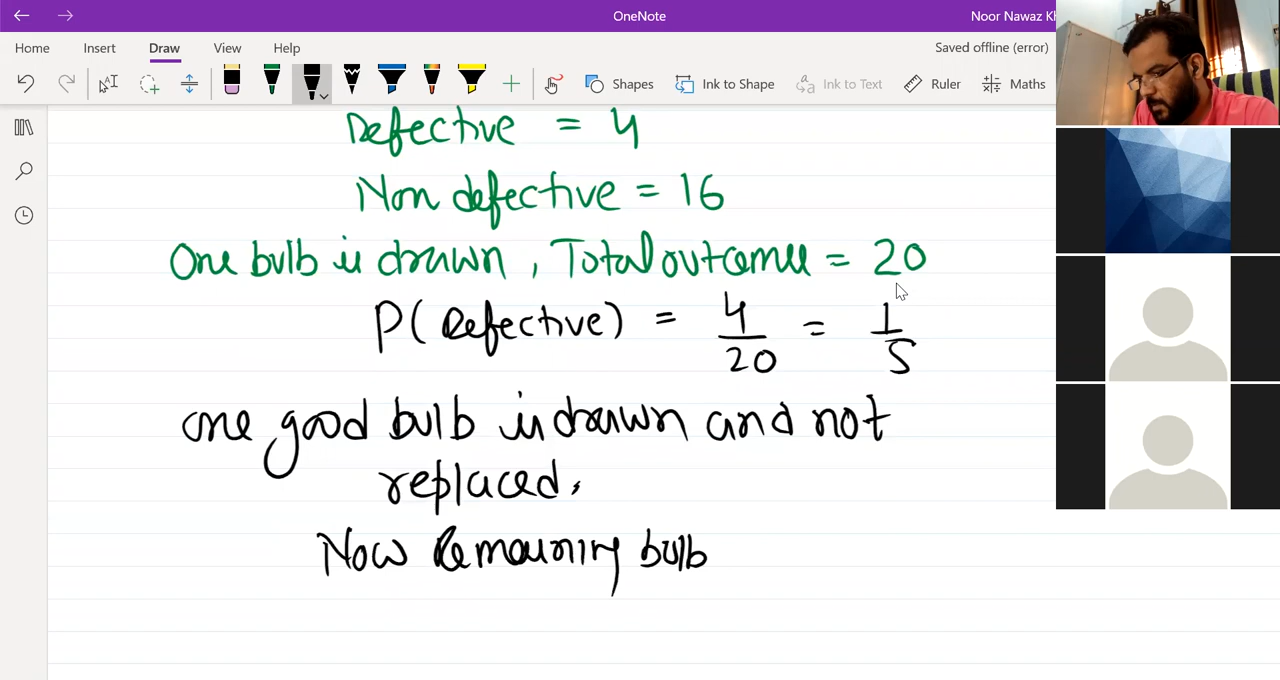 OneNote
Noor Nawaz Kh
Home Insert Draw View Help
Saved offline (error)
Shapes Ink to Shape Ink to Text Ruler Maths
Defective = 4
Non defective = 16
One bulb is drawn, Total outcomes = 20
P(Defective) = 4/20 = 1/5
one good bulb is drawn and not
replaced.
Now Remaining bulb